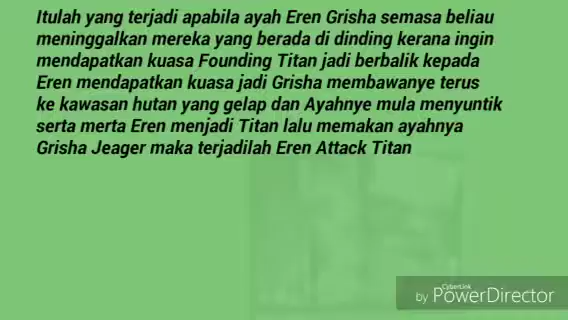 Itulah yang terjadi apabila ayah Eren Grisha semasa beliau
meninggalkan mereka yang berada di dinding kerana ingin
mendapatkan kuasa Founding Titan jadi berbalik kepada
Eren mendapatkan kuasa jadi Grisha membawanye terus
ke kawasan hutan yang gelap dan Ayahnye mula menyuntik
serta merta Eren menjadi Titan lalu memakan ayahnya
Grisha Jeager maka terjadilah Eren Attack Titan
CyberLink
by PowerDirector